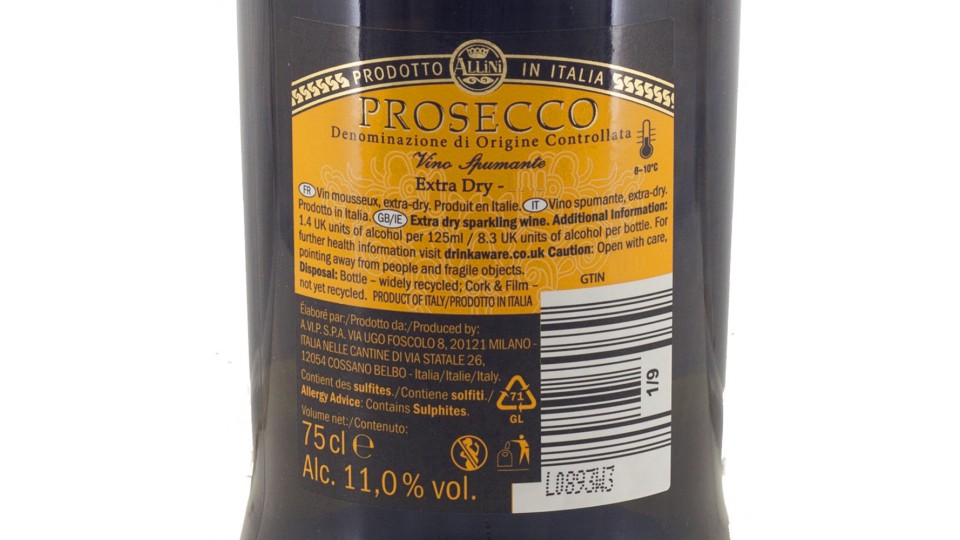 PRODOTTO ALLiNi IN ITALIA
PROSECCO
Denominazione di Origine Controllata
Vino Spumante
8-10°C
Extra Dry -
FR Vin mousseux, extra-dry. Produit en Italie. IT Vino spumante, extra-dry.
Prodotto in Italia. GB/IE Extra dry sparkling wine. Additional Information:
1.4 UK units of alcohol per 125ml / 8.3 UK units of alcohol per bottle. For
further health information visit drinkaware.co.uk Caution: Open with care,
pointing away from people and fragile objects.
Disposal: Bottle – widely recycled; Cork & Film –
not yet recycled. PRODUCT OF ITALY/PRODOTTO IN ITALIA
GTIN
Élaboré par:/Prodotto da:/Produced by:
A.VI.P. S.P.A. VIA UGO FOSCOLO 8, 20121 MILANO -
ITALIA NELLE CANTINE DI VIA STATALE 26,
12054 COSSANO BELBO - Italia/Italie/Italy.
Contient des sulfites./Contiene solfiti./
Allergy Advice: Contains Sulphites.
Volume net:/Contenuto:
75 cl e
Alc. 11,0 % vol.
71
GL
1/9
L0893W3